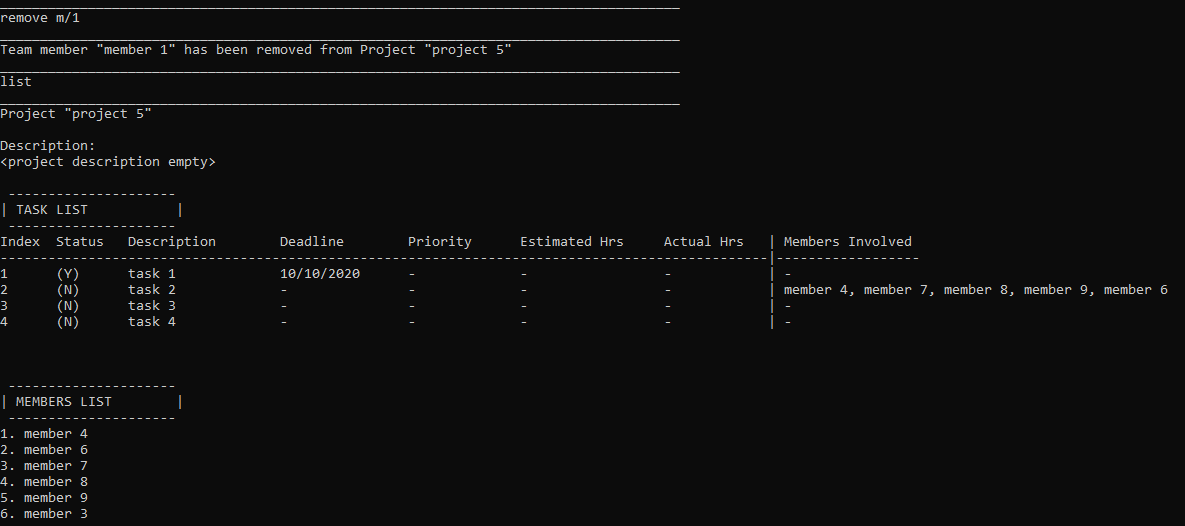 remove m/1
Team member "member 1" has been removed from Project "project 5"
list
Project "project 5"
Description:
<project description empty>
---------------------
| TASK LIST           |
---------------------
Index  Status   Description        Deadline        Priority      Estimated Hrs     Actual Hrs   | Members Involved
------------------------------------------------------------------------------------------------|------------------
1      (Y)      task 1             10/10/2020      -             -                 -            | -
2      (N)      task 2             -               -             -                 -            | member 4, member 7, member 8, member 9, member 6
3      (N)      task 3             -               -             -                 -            | -
4      (N)      task 4             -               -             -                 -            | -
---------------------
| MEMBERS LIST        |
---------------------
1. member 4
2. member 6
3. member 7
4. member 8
5. member 9
6. member 3